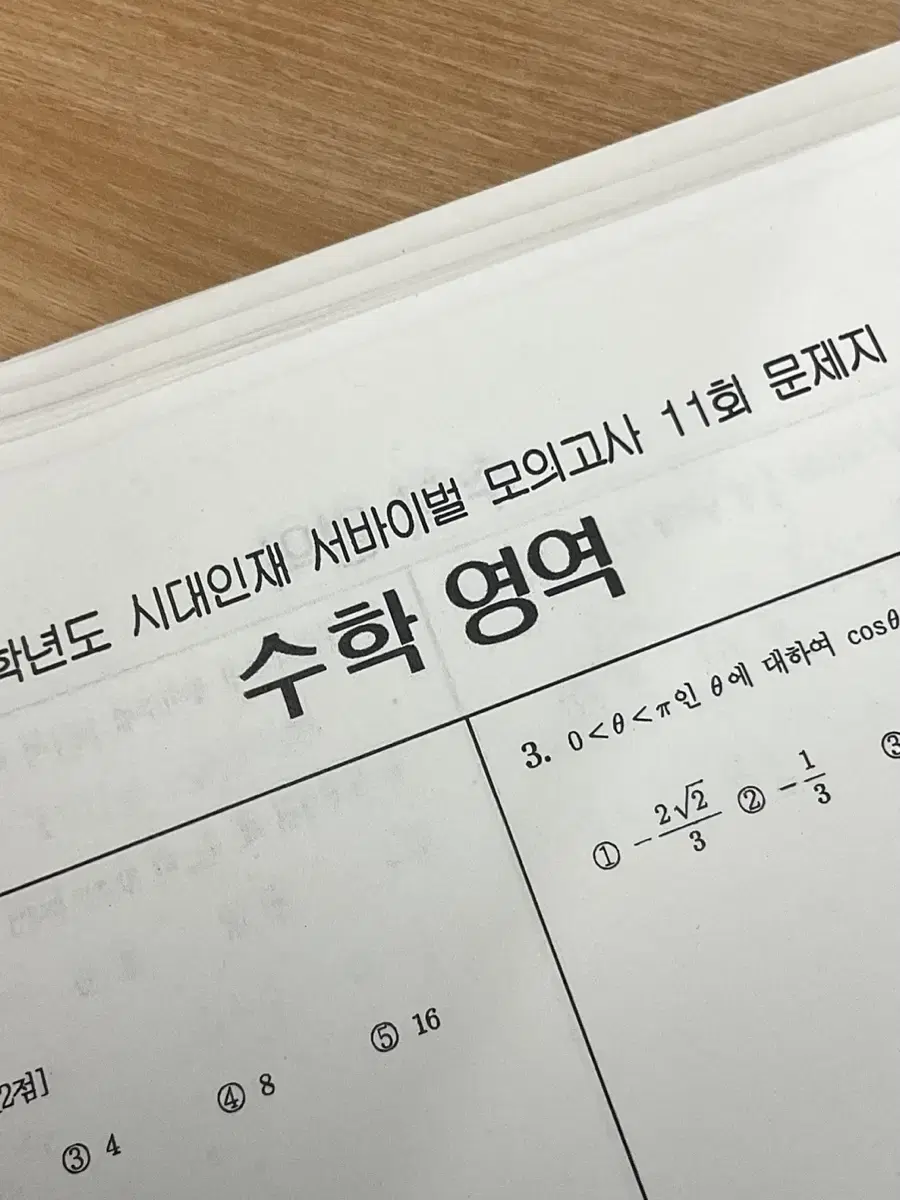 학년도 시대인재 서바이벌 모의고사 11회 문제지
수학 영역
[2점]
③ 4 ④ 8 ⑤ 16
3. 0<θ<π인 θ에 대하여 cosθ
① -2√2/3 ② -1/3 ③